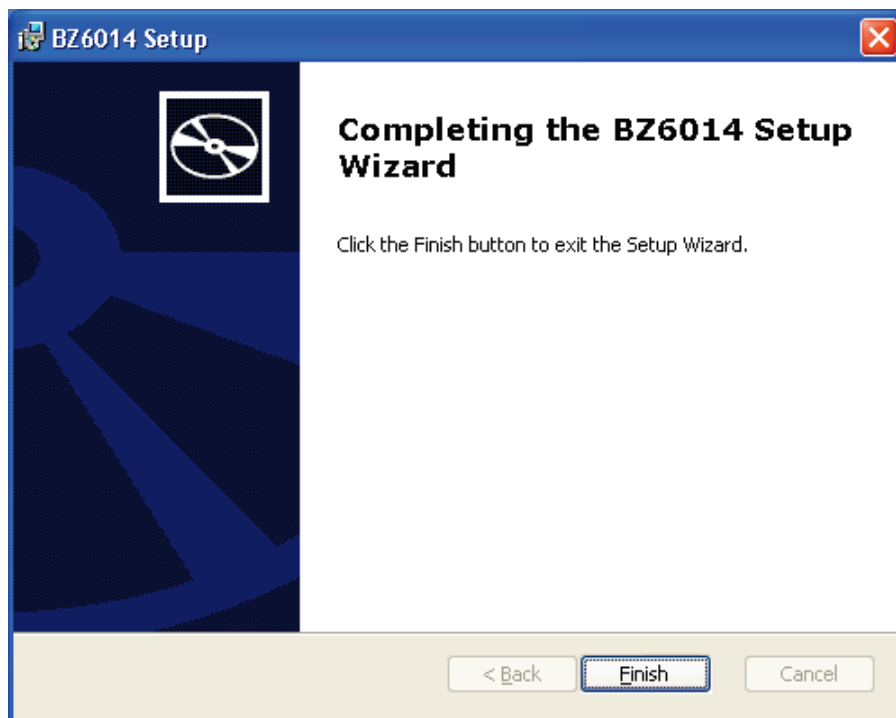 BZ6014 Setup
Completing the BZ6014 Setup
Wizard
Click the Finish button to exit the Setup Wizard.
< Back
Finish
Cancel